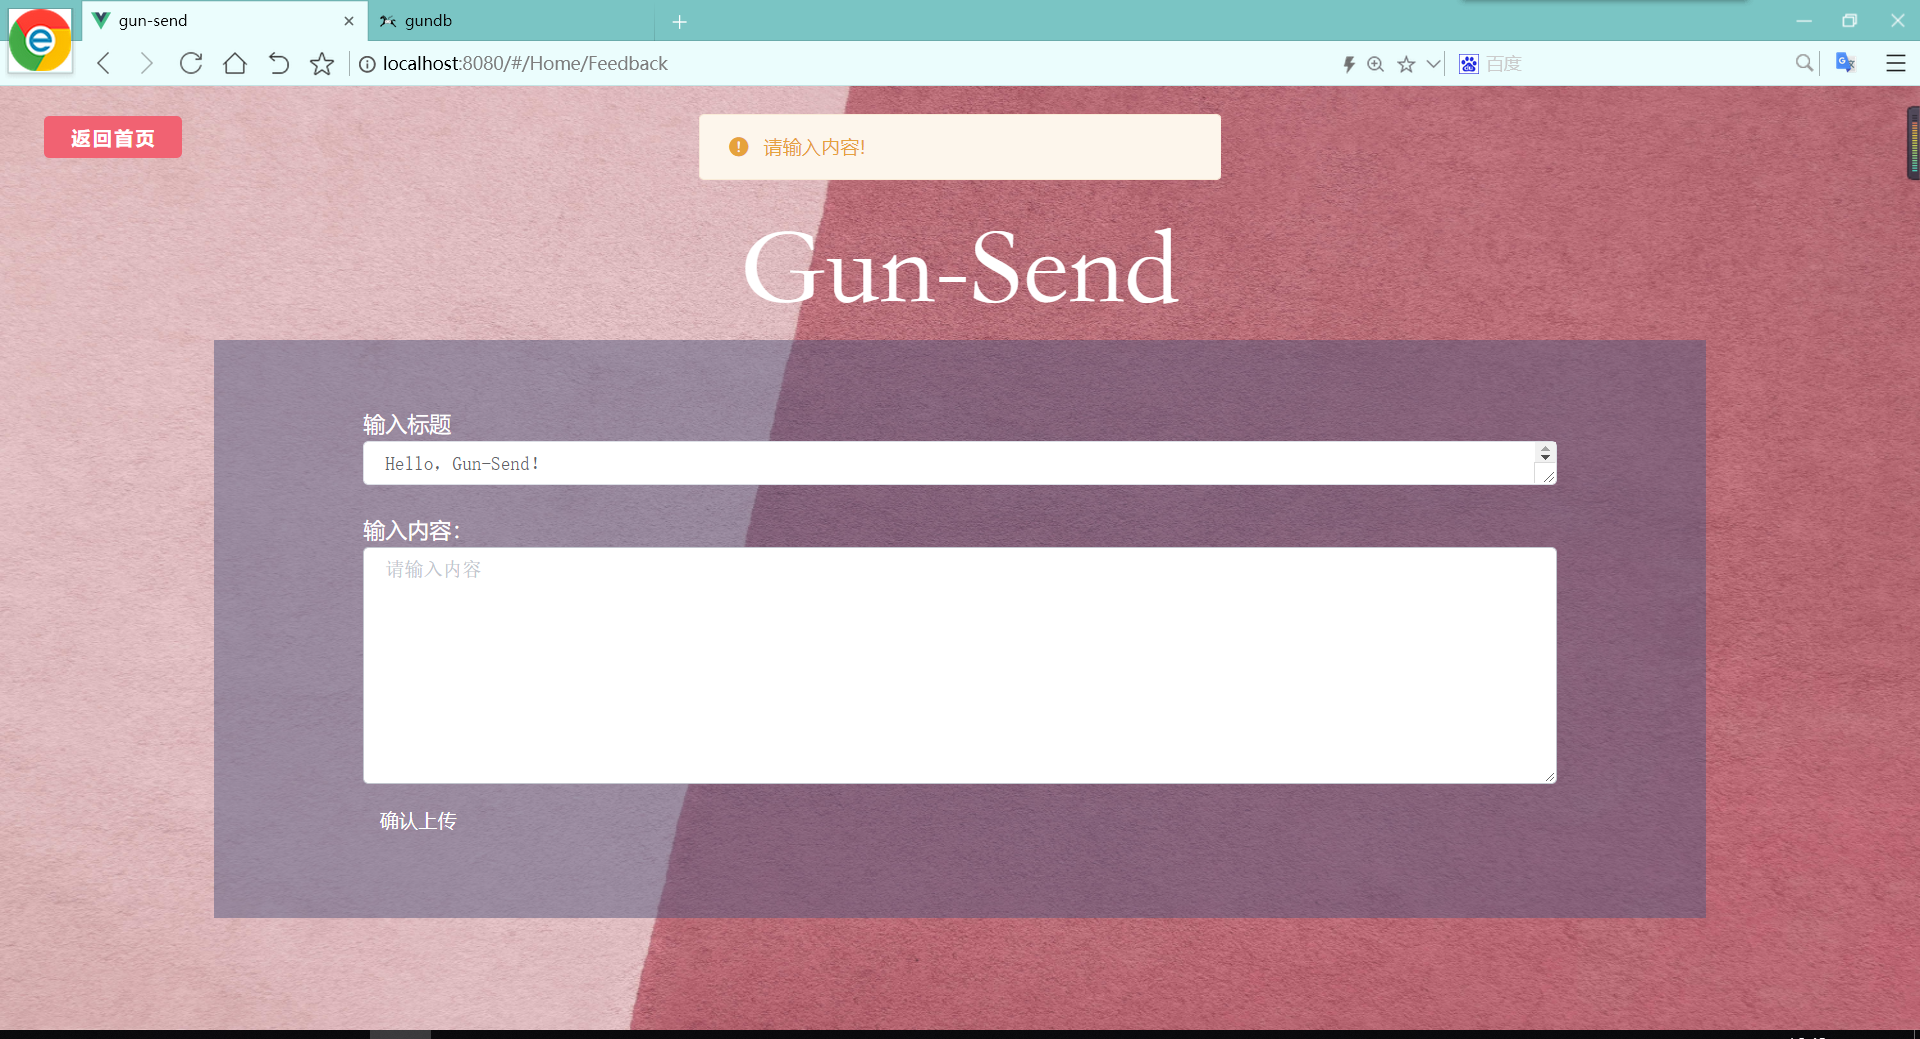 gun-send
gundb
localhost:8080/#/Home/Feedback
百度
返回首页
请输入内容!
Gun-Send
输入标题
Hello, Gun-Send!
输入内容:
请输入内容
确认上传